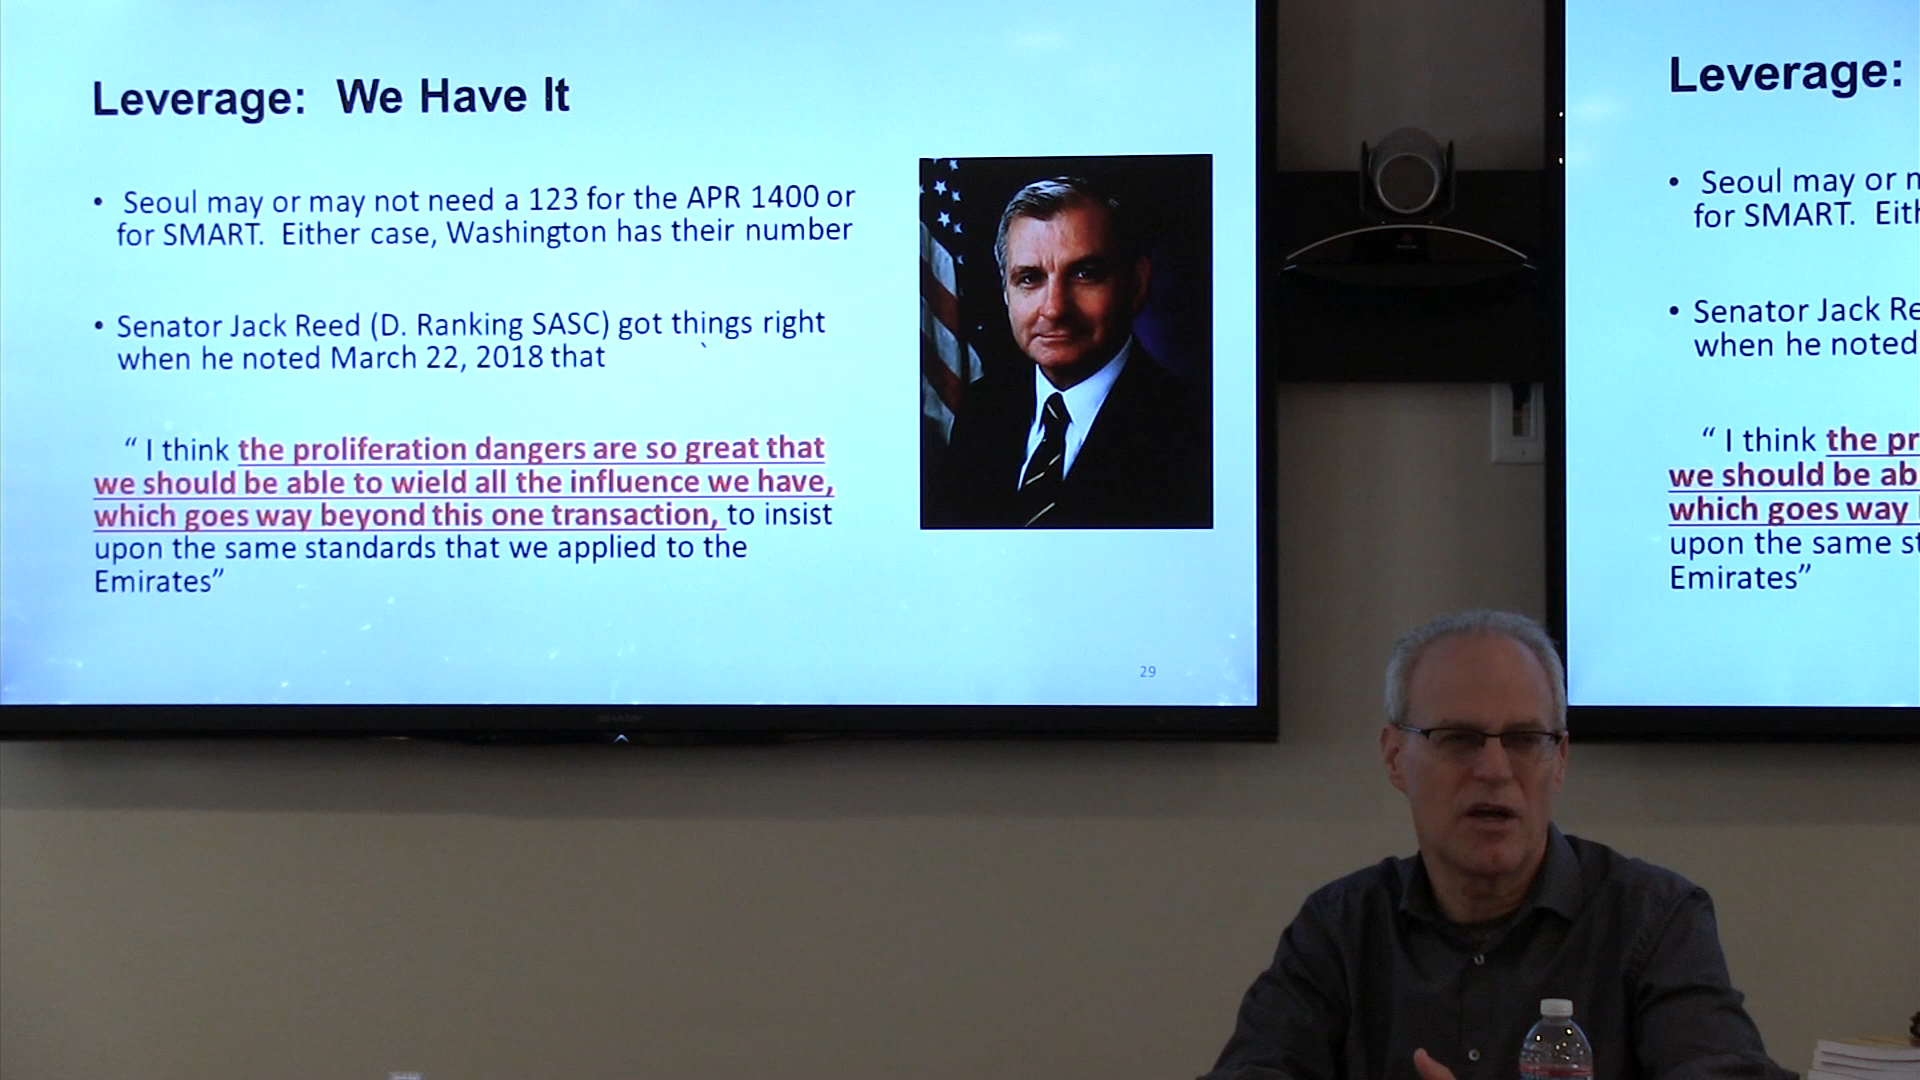 Leverage: We Have It
• Seoul may or may not need a 123 for the APR 1400 or
for SMART. Either case, Washington has their number
• Senator Jack Reed (D. Ranking SASC) got things right
when he noted March 22, 2018 that
“ I think the proliferation dangers are so great that
we should be able to wield all the influence we have,
which goes way beyond this one transaction, to insist
upon the same standards that we applied to the
Emirates”
29
SHARP
Leverage:
• Seoul may or
for SMART. Eit
• Senator Jack Re
when he noted
“ I think the pr
we should be ab
which goes way
upon the same st
Emirates”